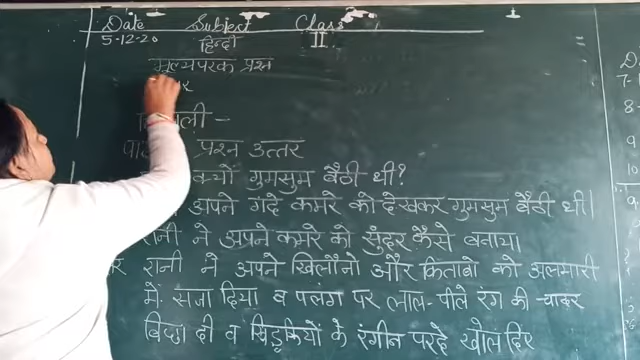 Date Subject Class
5-12-20 हिन्दी II
मूल्यपरक प्रश्न
प्रश्न उत्तर
क्यों गुमसुम बैठी थी?
अपने गंदे कमरे को देखकर गुमसुम बैठी थी।
रानी ने अपने कमरे को सुंदर कैसे बनाया
रानी ने अपने खिलौनो और किताबो को अलमारी
में सजा दिया व पलंग पर लाल-पीले रंग की चादर
बिछा दी व खिड़कियों के रंगीन परदे खोल दिए